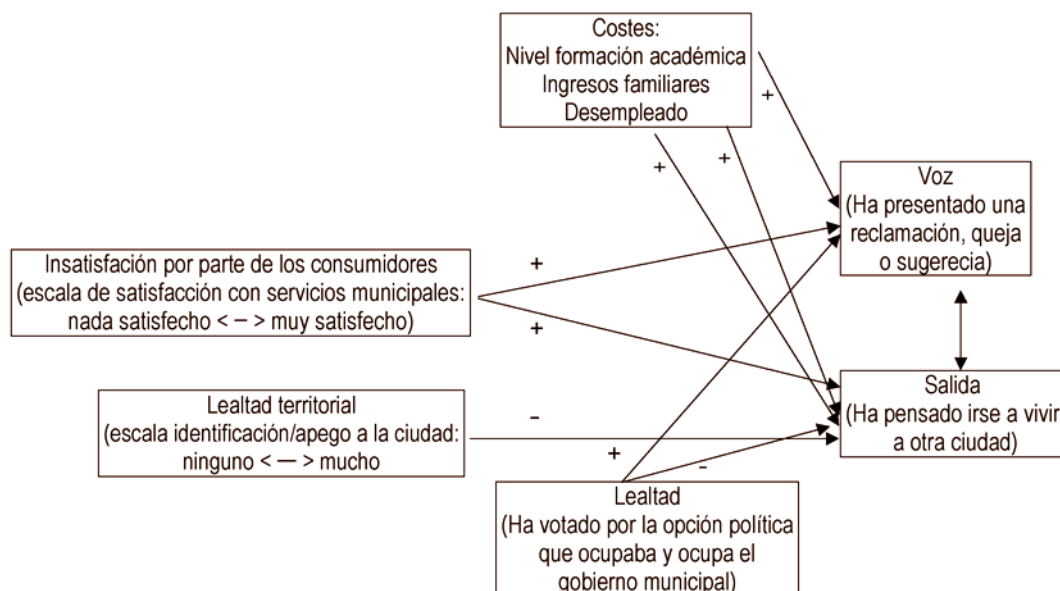 Costes:
Nivel formación académica
Ingresos familiares
Desempleado
+
+
+
Voz
(Ha presentado una
reclamación, queja
o sugerecia)
Insatisfación por parte de los consumidores
(escala de satisfacción con servicios municipales:
nada satisfecho < – > muy satisfecho)
+
+
Lealtad territorial
(escala identificación/apego a la ciudad:
ninguno < — > mucho
–
Salida
(Ha pensado irse a vivir
a otra ciudad)
+
-
Lealtad
(Ha votado por la opción política
que ocupaba y ocupa el
gobierno municipal)